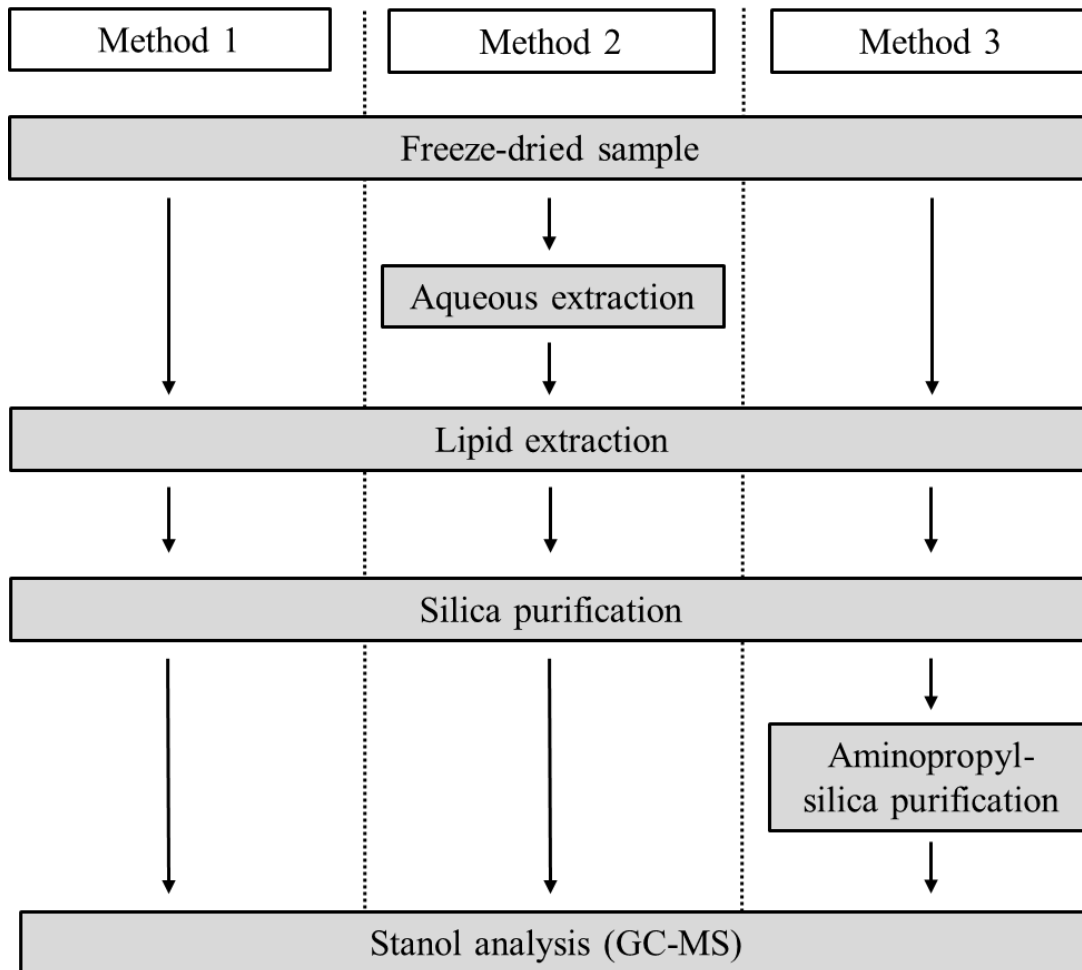 Method 1
Method 2
Method 3
Freeze-dried sample
Aqueous extraction
Lipid extraction
Silica purification
Aminopropyl-
silica purification
Stanol analysis (GC-MS)